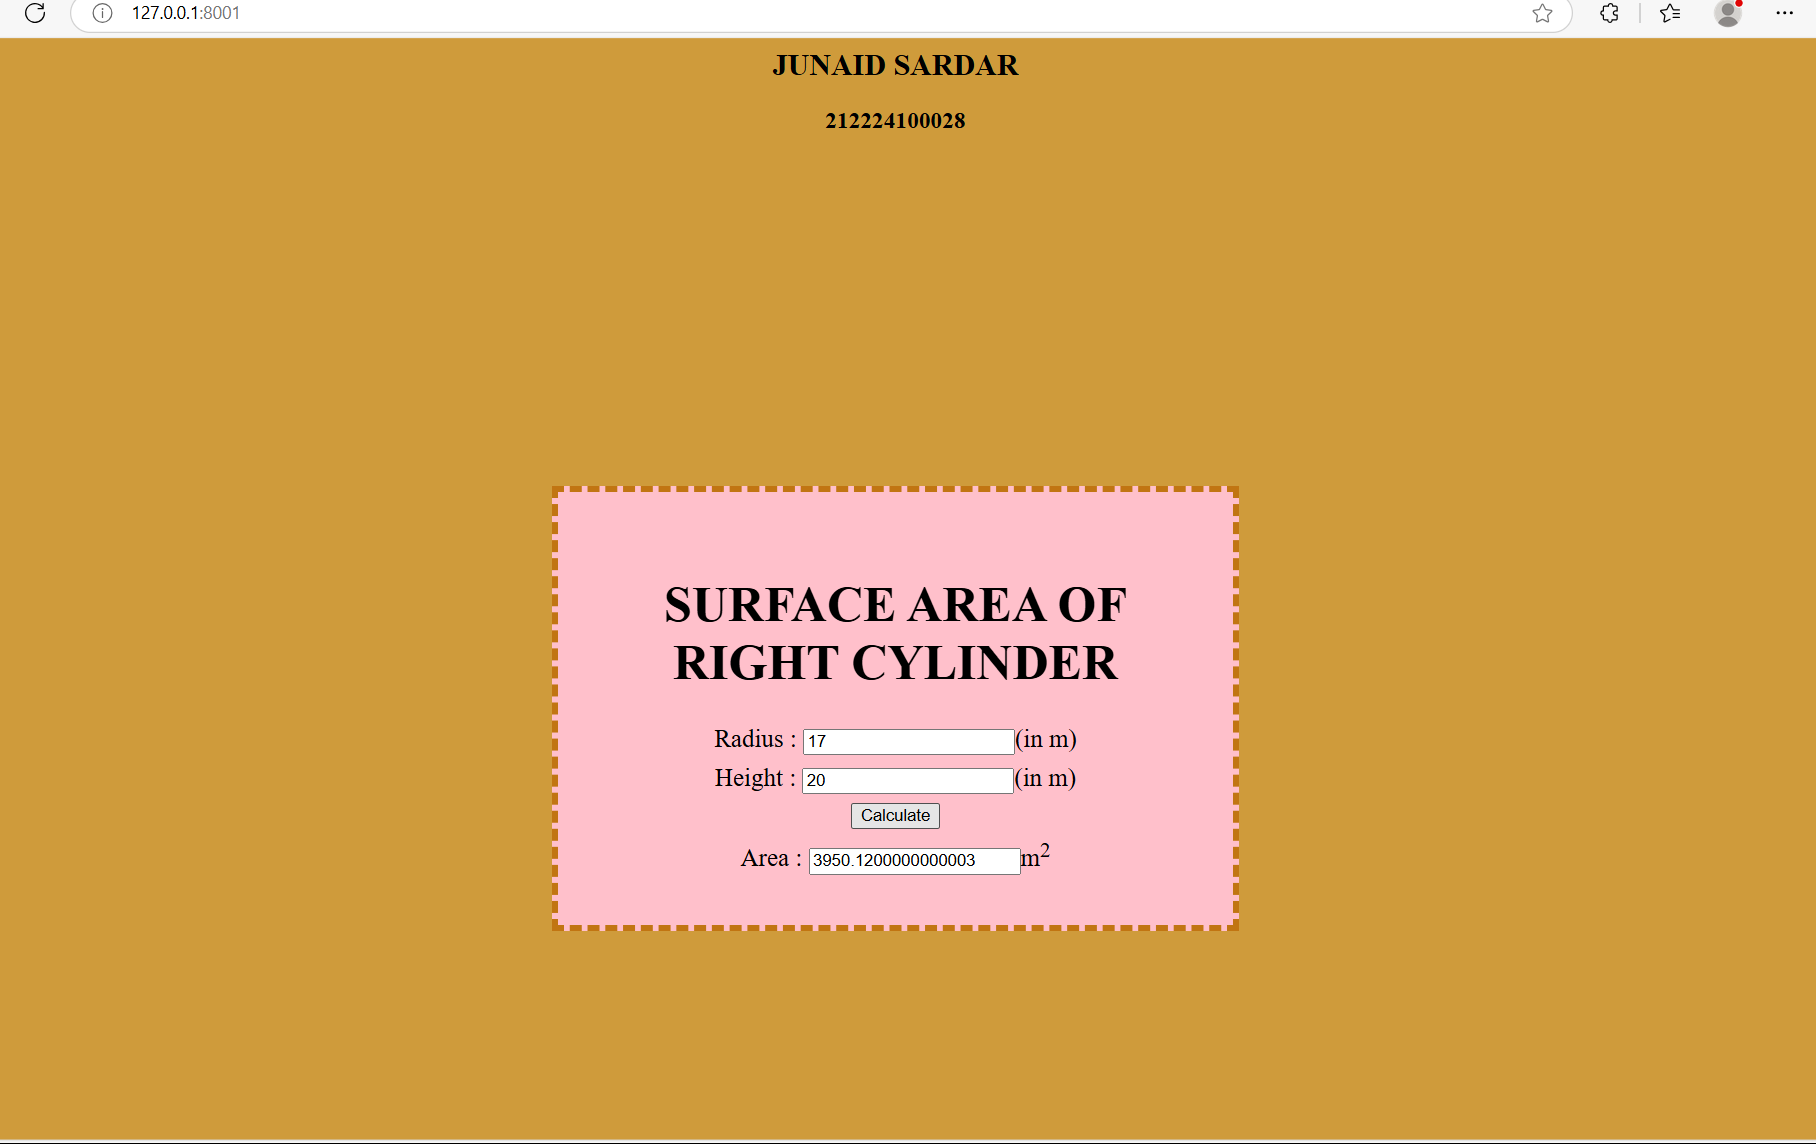 127.0.0.1:8001
JUNAID SARDAR
212224100028
SURFACE AREA OF
RIGHT CYLINDER
Radius : 17 (in m)
Height : 20 (in m)
Calculate
Area : 3950.1200000000003 m²